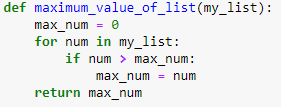 def maximum_value_of_list(my_list):
    max_num = 0
    for num in my_list:
        if num > max_num:
            max_num = num
    return max_num